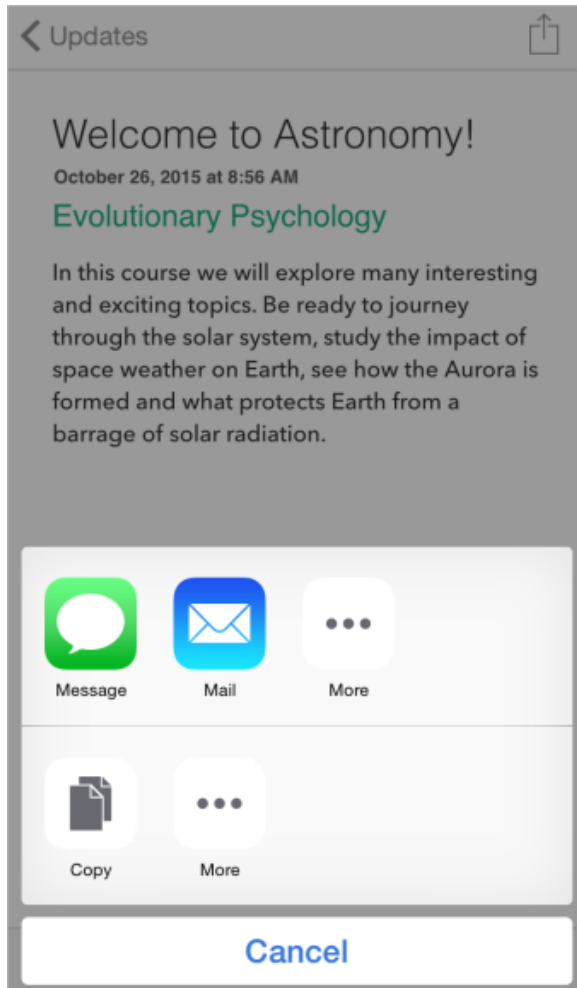 Updates
Welcome to Astronomy!
October 26, 2015 at 8:56 AM
Evolutionary Psychology
In this course we will explore many interesting
and exciting topics. Be ready to journey
through the solar system, study the impact of
space weather on Earth, see how the Aurora is
formed and what protects Earth from a
barrage of solar radiation.
Message Mail More
Copy More
Cancel